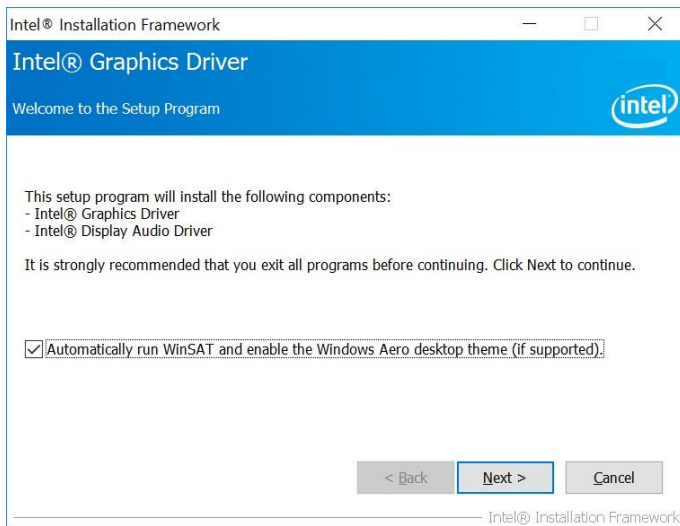 Intel® Installation Framework
Intel® Graphics Driver
Welcome to the Setup Program
intel
This setup program will install the following components:
- Intel® Graphics Driver
- Intel® Display Audio Driver
It is strongly recommended that you exit all programs before continuing. Click Next to continue.
Automatically run WinSAT and enable the Windows Aero desktop theme (if supported).
< Back
Next >
Cancel
Intel® Installation Framework